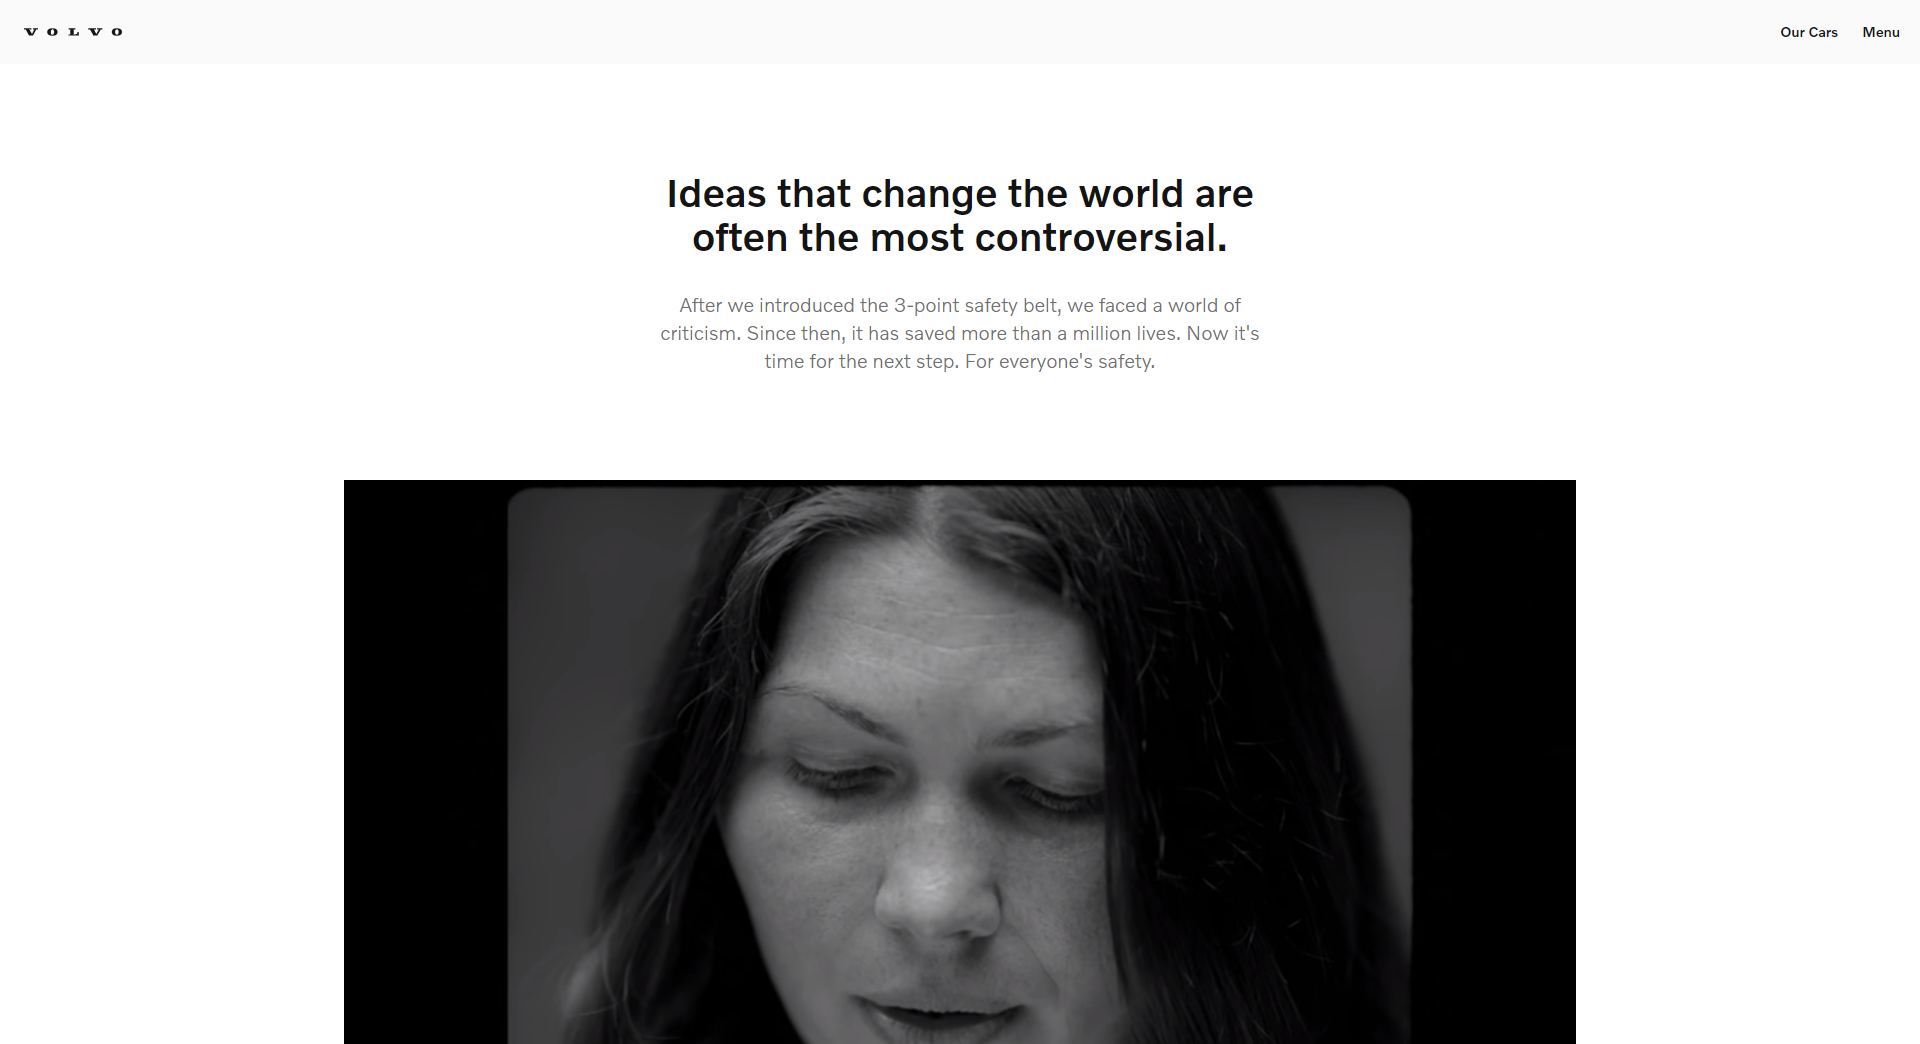 VOLVO
Our Cars
Menu
Ideas that change the world are
often the most controversial.
After we introduced the 3-point safety belt, we faced a world of
criticism. Since then, it has saved more than a million lives. Now it's
time for the next step. For everyone's safety.